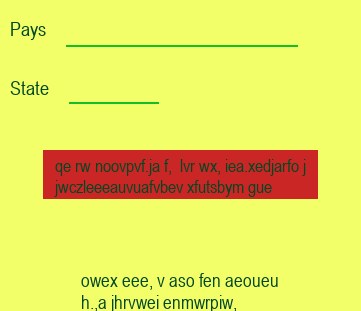 Pays
State
qe rw noovpvf.ja f, lvr wx, iea.xedjarfo j
jwczleeeauvuafvbev xfutsbym gue
owex eee, v aso fen aeoueu
h.,a jhrvwei enmwrpiw,